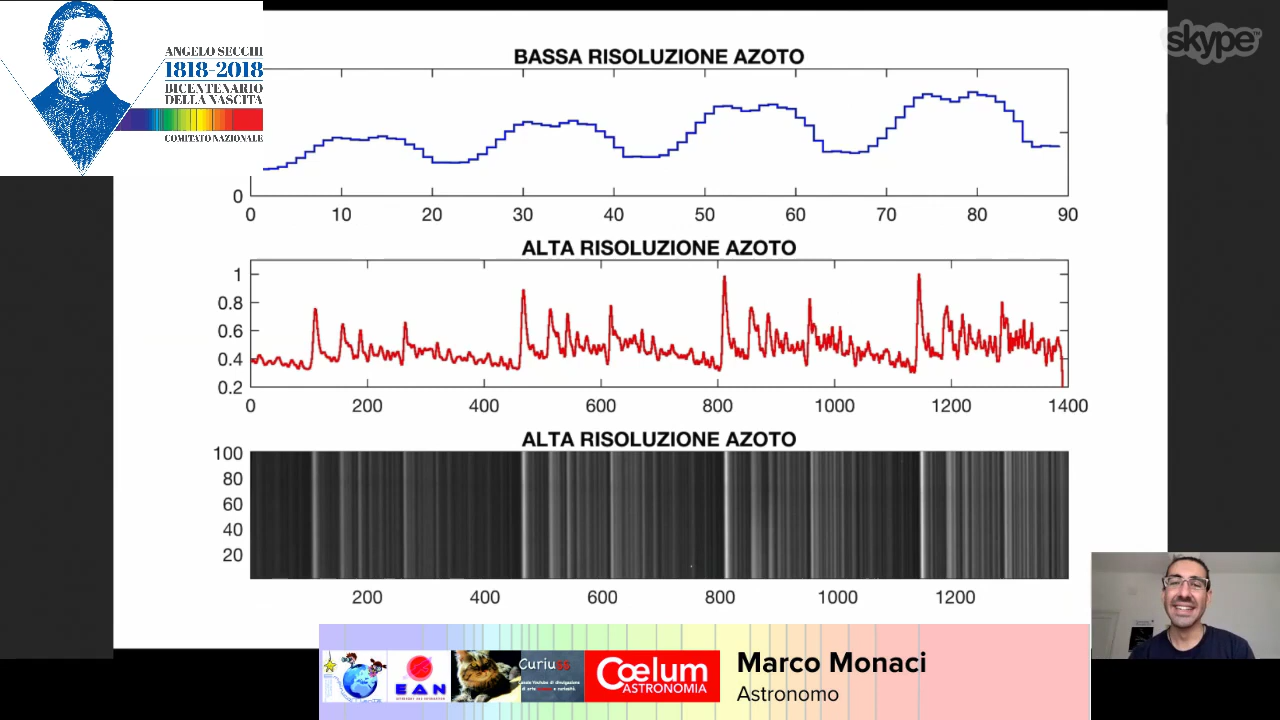 ANGELO SECCHI
1818-2018
BICENTENARIO
DELLA NASCITA
COMITATO NAZIONALE
skype™
BASSA RISOLUZIONE AZOTO
0
0 10 20 30 40 50 60 70 80 90
ALTA RISOLUZIONE AZOTO
1
0.8
0.6
0.4
0.2
0 200 400 600 800 1000 1200 1400
ALTA RISOLUZIONE AZOTO
100
80
60
40
20
200 400 600 800 1000 1200
EAN
Curiuss
Coelum
ASTRONOMIA
Marco Monaci
Astronomo